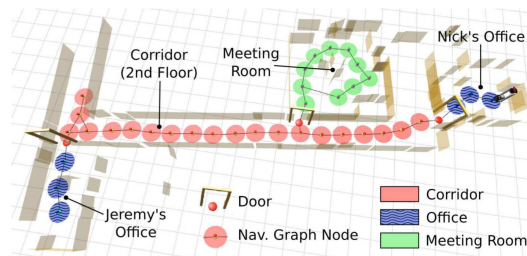 Corridor
(2nd Floor)
Meeting
Room
Nick's Office
Jeremy's
Office
Door
Nav. Graph Node
Corridor
Office
Meeting Room